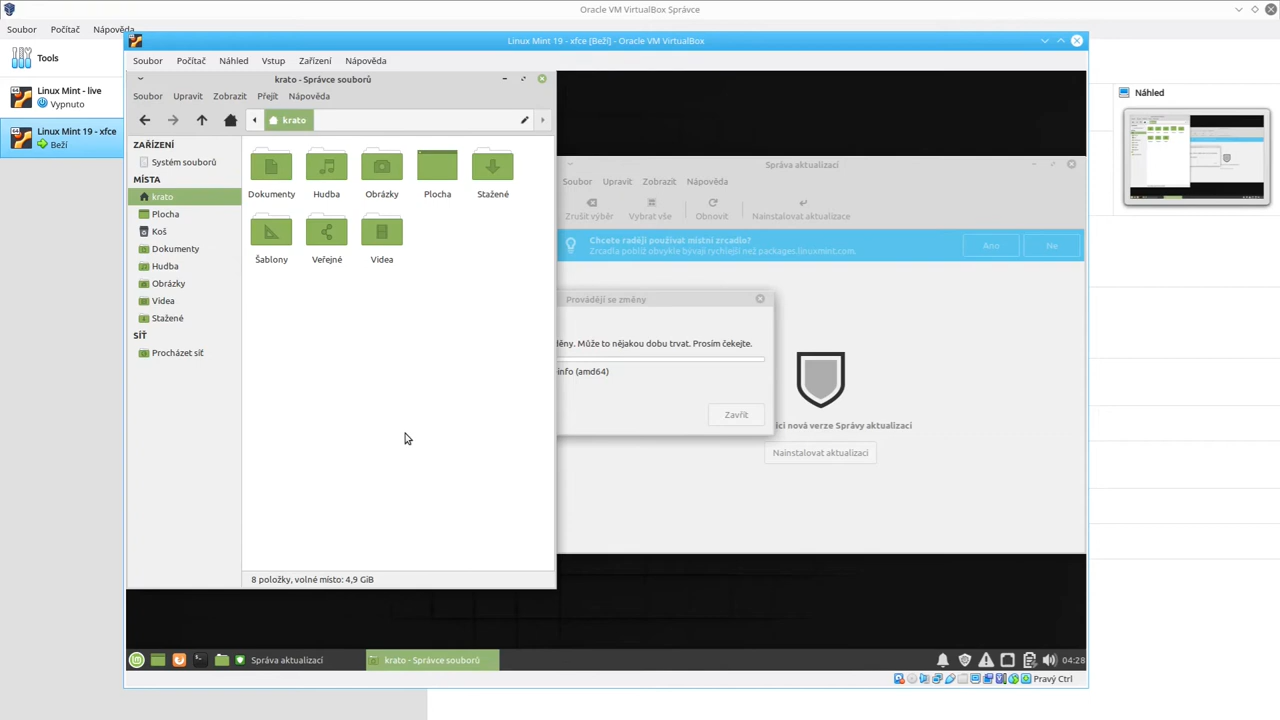 Oracle VM VirtualBox Správce
Soubor Počítač Nápověda
Tools
Linux Mint - live
Vypnuto
Linux Mint 19 - xfce
Beží
Náhled
Linux Mint 19 - xfce [Beží] - Oracle VM VirtualBox
Soubor Počítač Náhled Vstup Zařízení Nápověda
krato - Správce souborů
Soubor Upravit Zobrazit Přejít Nápověda
krato
ZAŘÍZENÍ
Systém souborů
MÍSTA
krato
Plocha
Koš
Dokumenty
Hudba
Obrázky
Videa
Stažené
SÍŤ
Procházet síť
Dokumenty Hudba Obrázky Plocha Stažené
Šablony Veřejné Videa
8 položky, volné místo: 4,9 GiB
Správa aktualizací
Soubor Upravit Zobrazit Nápověda
Zrušit výběr Vybrat vše Obnovit Nainstalovat aktualizace
Chcete raději používat místní zrcadlo?
Zrcadla poblíž obvykle bývají rychlejší než packages.linuxmint.com.
Ano Ne
Provádějí se změny
ěny. Může to nějakou dobu trvat. Prosím čekejte.
info (amd64)
Zavřít
ici nová verze Správy aktualizací
Nainstalovat aktualizaci
Správa aktualizací
krato - Správce souborů
04:28
Pravý Ctrl